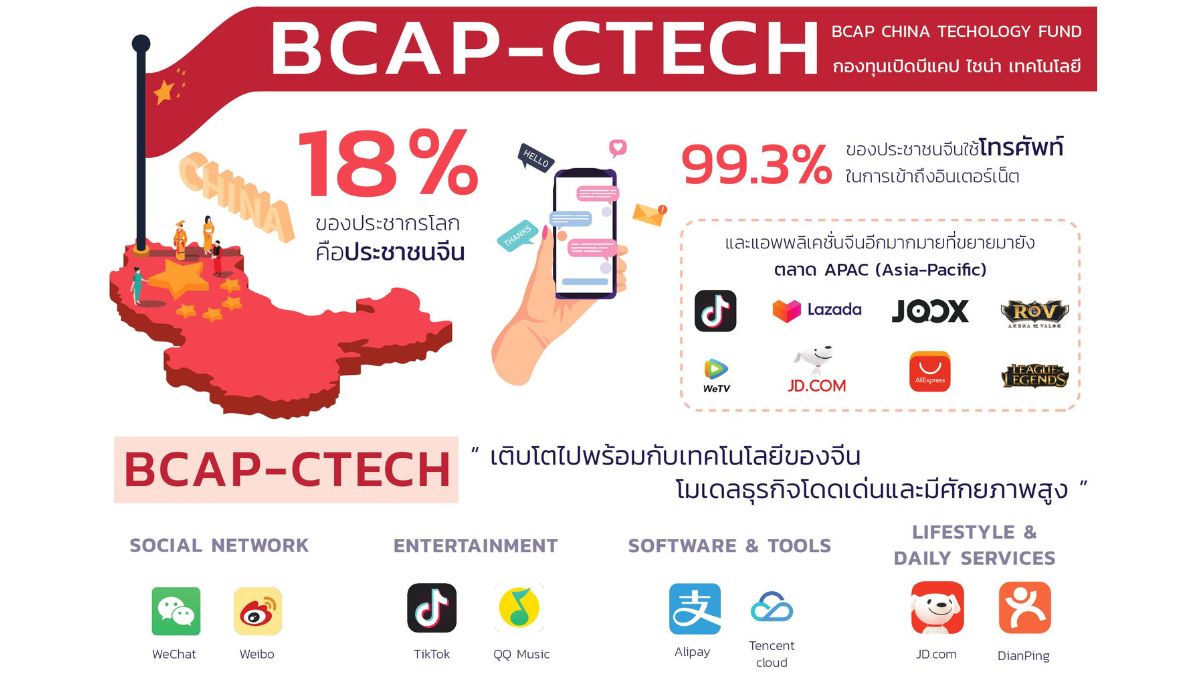 BCAP-CTECH
BCAP CHINA TECHOLOGY FUND
กองทุนเปิดบีแคป ไชน่า เทคโนโลยี
CHINA
18%
ของประชากรโลก
คือประชาชนจีน
HELLO
THANKS
99.3%
ของประชาชนจีนใช้โทรศัพท์
ในการเข้าถึงอินเตอร์เน็ต
และแอพพลิเคชั่นจีนอีกมากมายที่ขยายมายัง
ตลาด APAC (Asia-Pacific)
Lazada
JOOX
ROV
ARENA OF VALOR
WeTV
JD.COM
AliExpress
LEAGUE
LEGENDS
BCAP-CTECH
“ เติบโตไปพร้อมกับเทคโนโลยีของจีน
โมเดลธุรกิจโดดเด่นและมีศักยภาพสูง ”
SOCIAL NETWORK
ENTERTAINMENT
SOFTWARE & TOOLS
LIFESTYLE &
DAILY SERVICES
支
WeChat
Weibo
TikTok
QQ Music
Alipay
Tencent
cloud
JD.com
DianPing